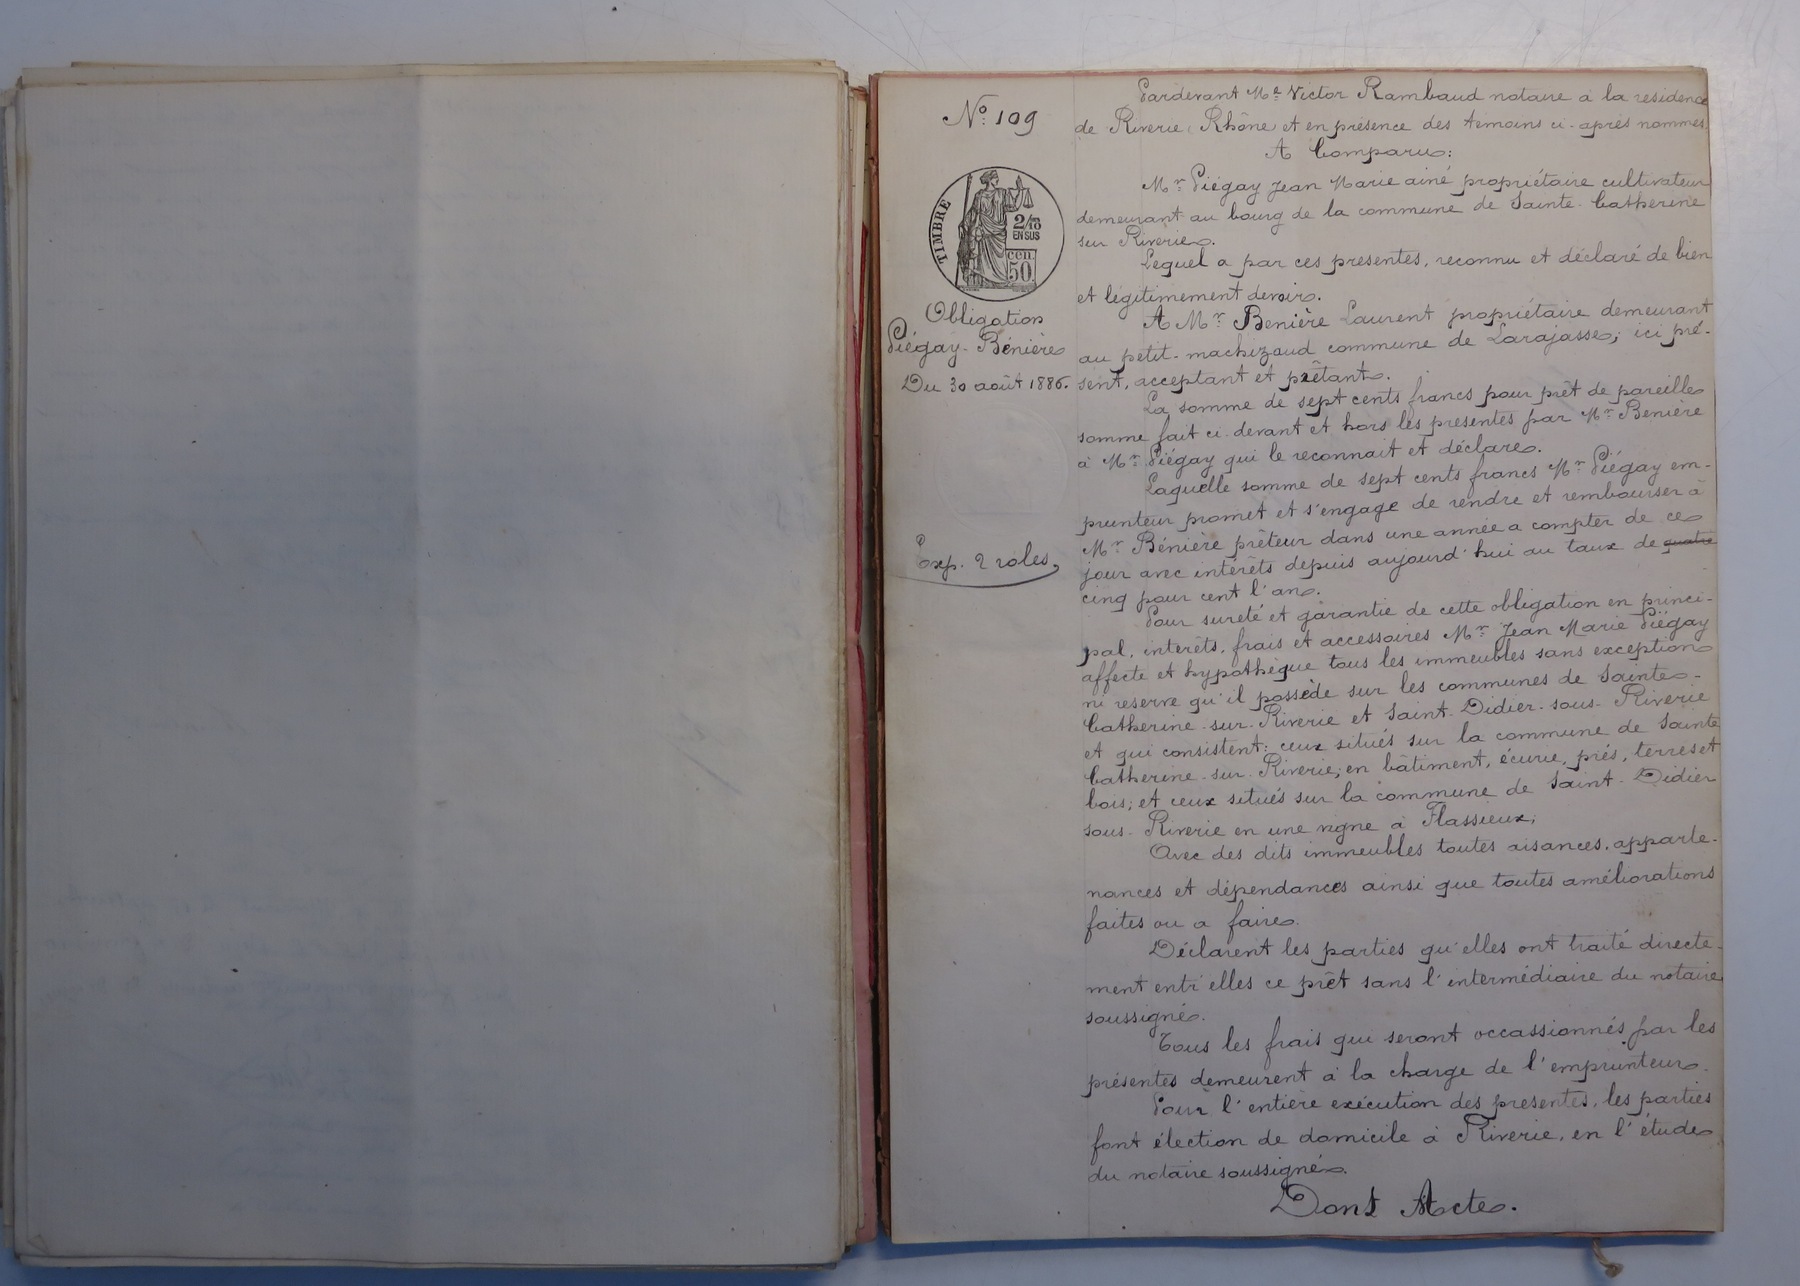 Nº 109
TIMBRE
2/10
EN SUS
cen.
50
Obligation
Piégay - Bénière
Du 30 août 1886.
Exp. 2 roles.
Pardevant Me Victor Rambaud notaire à la residence
de Riverie (Rhône) et en présence des témoins ci-après nommés,
A Comparu:
Mr Piégay Jean Marie ainé propriétaire cultivateur
demeurant au bourg de la commune de Sainte-Catherine
sur Riverie.
Lequel a par ces presentes, reconnu et déclaré de bien
et légitimement devoir.
A Mr Benière Laurent propriétaire demeurant
au petit-machizaud commune de Larajasse; ici pré-
sent, acceptant et prêtant.
La somme de sept cents francs pour prêt de pareille
somme fait ci-devant et hors les presentes par Mr Benière
à Mr Piégay qui le reconnait et déclare.
Laquelle somme de sept cents francs Mr Piégay em-
prunteur promet et s'engage de rendre et rembourser à
Mr Bénière prêteur dans une année a compter de ce
jour avec intérêts depuis aujourd'hui au taux de quatre
cinq pour cent l'an.
Pour sureté et garantie de cette obligation en princi-
pal, interêts, frais et accessoires Mr Jean Marie Piégay
affecte et hypothèque tous les immeubles sans exception
ni reserve qu'il possède sur les communes de Sainte-
Catherine-sur-Riverie et Saint-Didier-sous-Riverie
et qui consistent: ceux situés sur la commune de Sainte
Catherine-sur-Riverie; en bâtiment, écurie, prés, terres et
bois; et ceux situés sur la commune de Saint-Didier
sous-Riverie en une vigne à Flassieux;
Avec des dits immeubles toutes aisances, apparte-
nances et dépendances ainsi que toutes améliorations
faites ou a faire.
Déclarent les parties qu'elles ont traité directe-
ment entr'elles ce prêt sans l'intermédiaire du notaire
soussigné.
Tous les frais qui seront occassionnés par les
présentes demeurent à la charge de l'emprunteur.
Pour l'entière exécution des presentes, les parties
font élection de domicile à Riverie, en l'étude
du notaire soussigné.
Dont Acte.